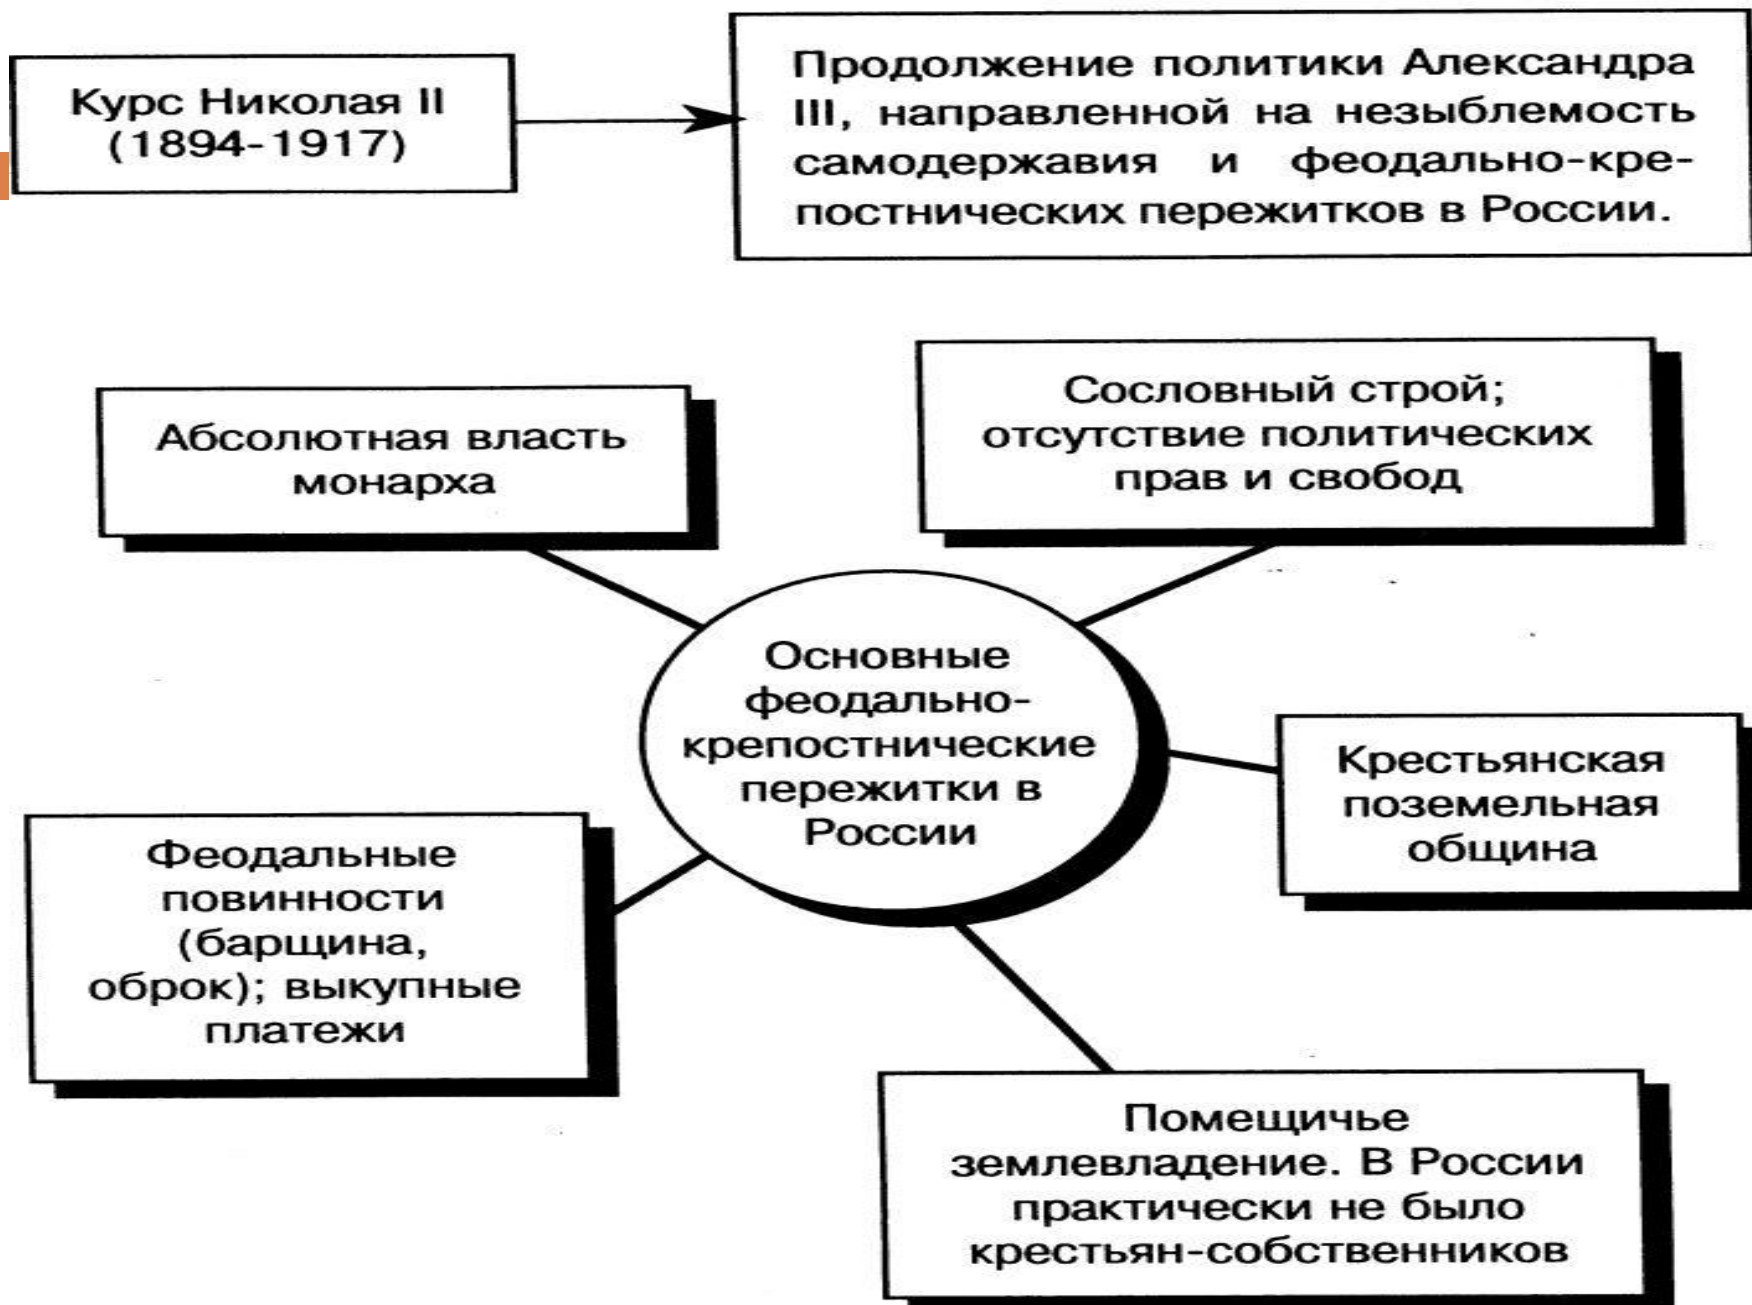 Курс Николая II
(1894-1917)
Продолжение политики Александра
III, направленной на незыблемость
самодержавия и феодально-кре-
постнических пережитков в России.
Абсолютная власть
монарха
Сословный строй;
отсутствие политических
прав и свобод
Основные
феодально-
крепостнические
пережитки в
России
Крестьянская
поземельная
община
Феодальные
повинности
(барщина,
оброк); выкупные
платежи
Помещичье
землевладение. В России
практически не было
крестьян-собственников